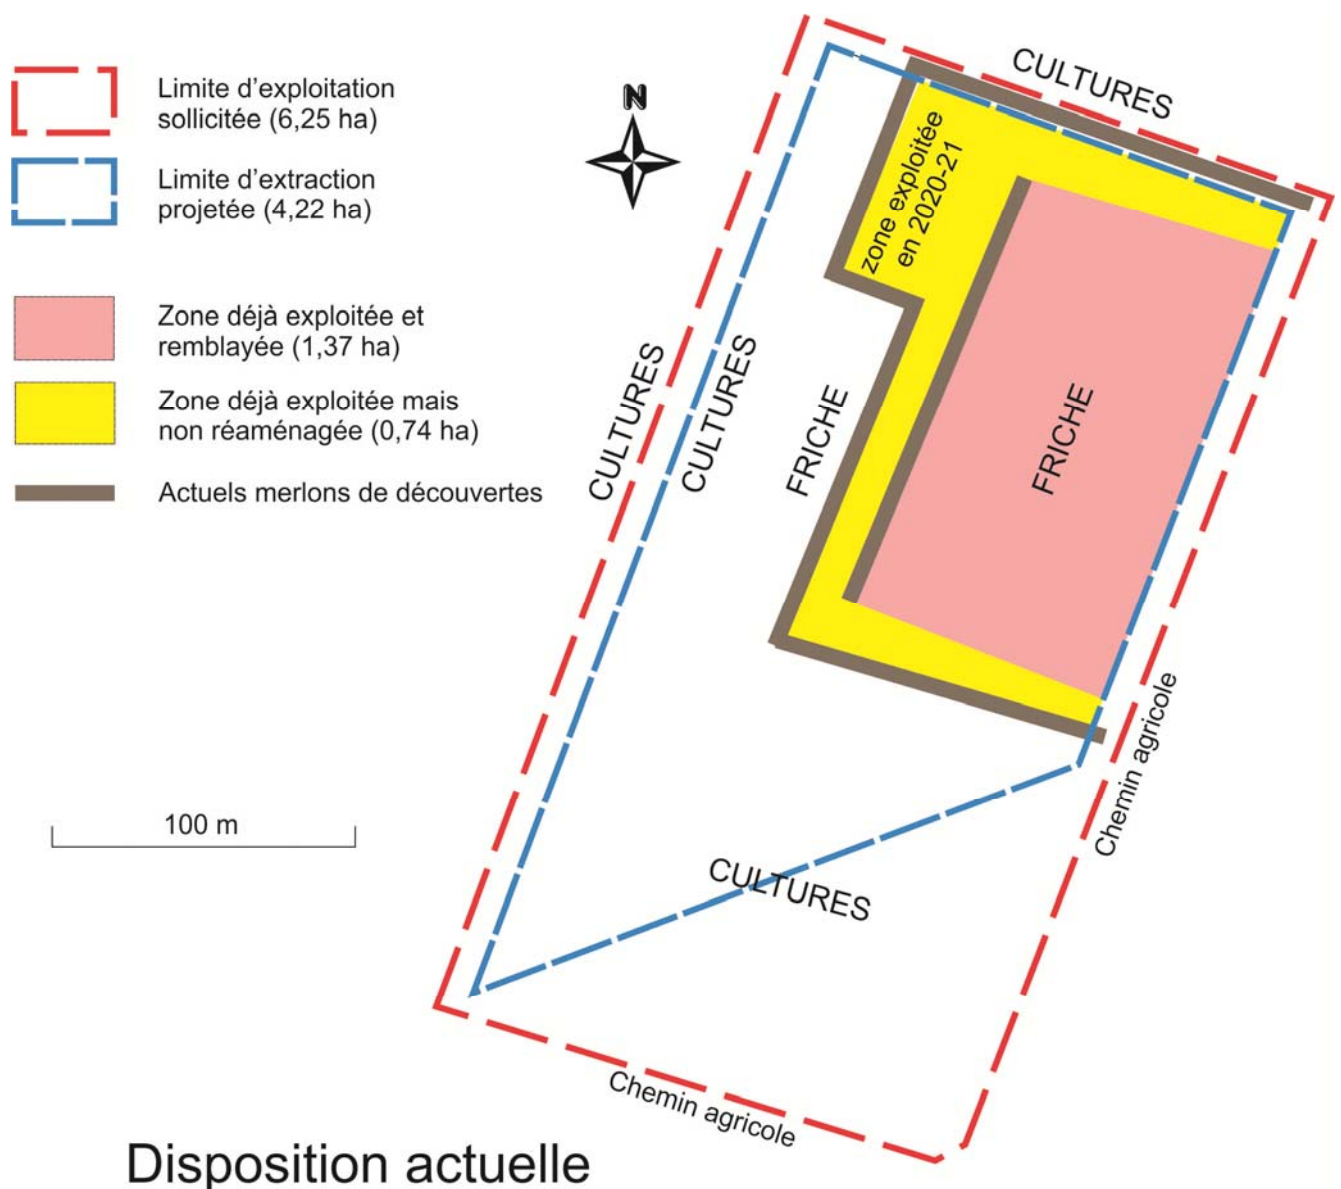 Limite d'exploitation
sollicitée (6,25 ha)
Limite d'extraction
projetée (4,22 ha)
Zone déjà exploitée et
remblayée (1,37 ha)
Zone déjà exploitée mais
non réaménagée (0,74 ha)
Actuels merlons de découvertes
N
CULTURES
zone exploitée
en 2020-21
CULTURES
CULTURES
FRICHE
FRICHE
Chemin agricole
100 m
CULTURES
Chemin agricole
Disposition actuelle